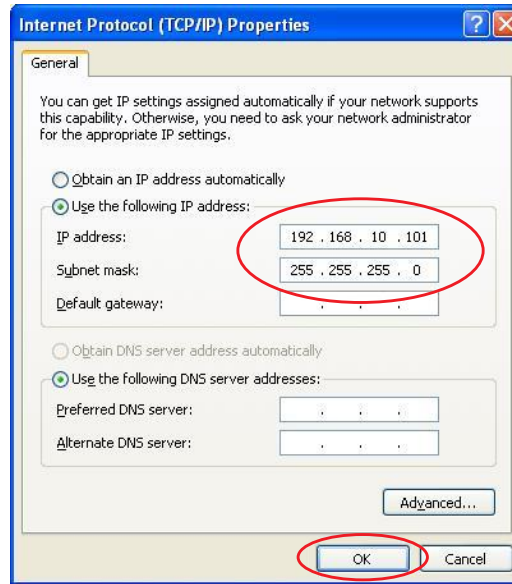 Internet Protocol (TCP/IP) Properties
General
You can get IP settings assigned automatically if your network supports
this capability. Otherwise, you need to ask your network administrator
for the appropriate IP settings.
Obtain an IP address automatically
Use the following IP address:
IP address: 192 . 168 . 10 . 101
Subnet mask: 255 . 255 . 255 . 0
Default gateway: . . .
Obtain DNS server address automatically
Use the following DNS server addresses:
Preferred DNS server: . . .
Alternate DNS server: . . .
Advanced...
OK Cancel